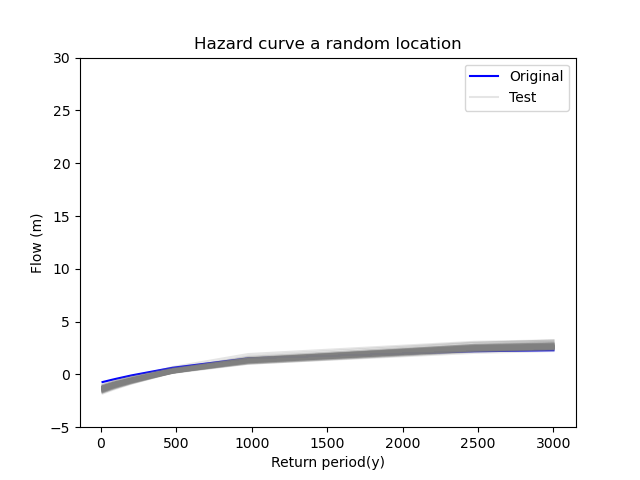 Hazard curve a random location
Original
Test
30
25
20
15
10
5
0
−5
Flow (m)
0 500 1000 1500 2000 2500 3000
Return period(y)